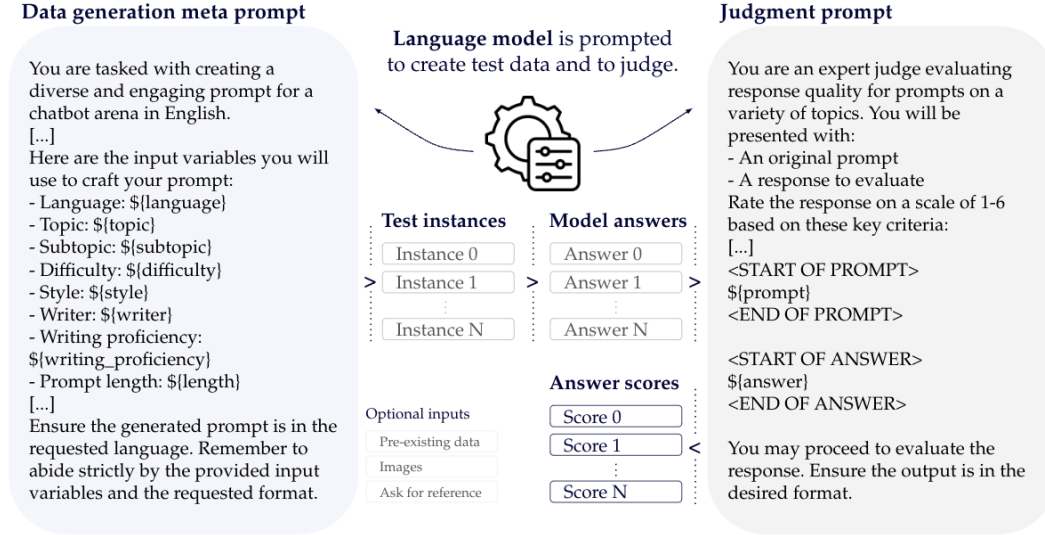 Data generation meta prompt
You are tasked with creating a
diverse and engaging prompt for a
chatbot arena in English.
[...]
Here are the input variables you will
use to craft your prompt:
- Language: ${language}
- Topic: ${topic}
- Subtopic: ${subtopic}
- Difficulty: ${difficulty}
- Style: ${style}
- Writer: ${writer}
- Writing proficiency:
${writing_proficiency}
- Prompt length: ${length}
[...]
Ensure the generated prompt is in the
requested language. Remember to
abide strictly by the provided input
variables and the requested format.
Language model is prompted
to create test data and to judge.
Test instances
Instance 0
> Instance 1
⋮
Instance N
Model answers
Answer 0
> Answer 1 >
⋮
Answer N
Answer scores
Score 0
Score 1 <
⋮
Score N
Optional inputs
Pre-existing data
Images
Ask for reference
Judgment prompt
You are an expert judge evaluating
response quality for prompts on a
variety of topics. You will be
presented with:
- An original prompt
- A response to evaluate
Rate the response on a scale of 1-6
based on these key criteria:
[...]
<START OF PROMPT>
${prompt}
<END OF PROMPT>
<START OF ANSWER>
${answer}
<END OF ANSWER>
You may proceed to evaluate the
response. Ensure the output is in the
desired format.